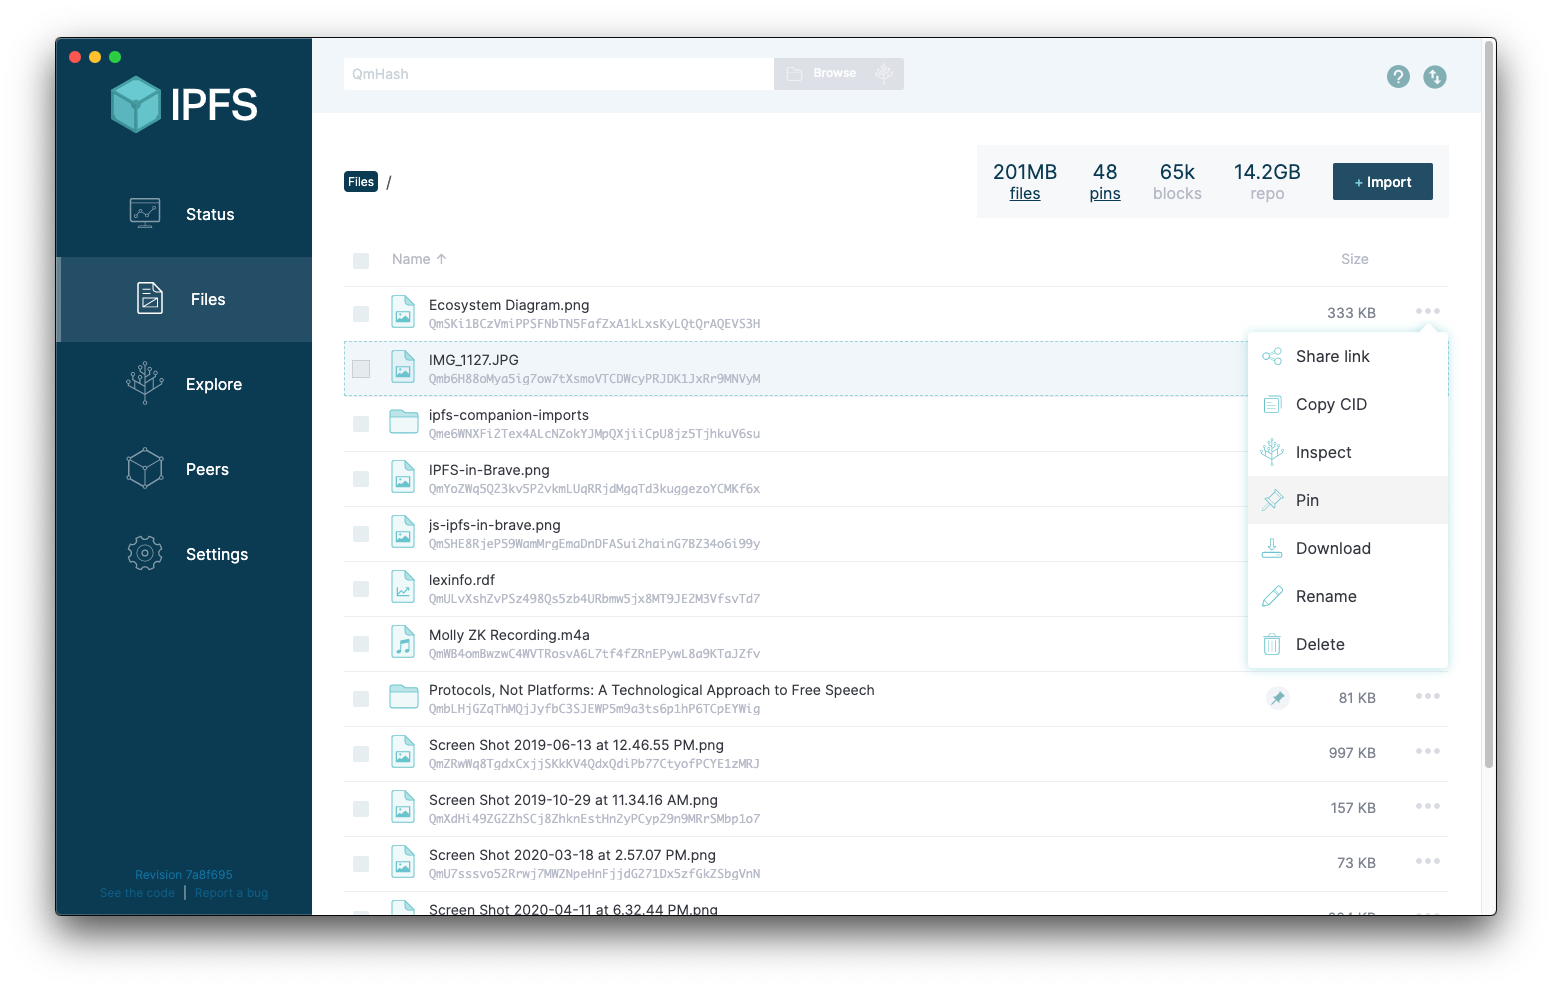 IPFS
QmHash
Browse
?
Status
Files
Explore
Peers
Settings
Revision 7a8f695
See the code | Report a bug
Files /
201MB
files
48
pins
65k
blocks
14.2GB
repo
+ Import
Name ↑
Size
Ecosystem Diagram.png
QmSKi1BCzVmiPPSFNbTN5FafZxA1kLxsKyLQtQrAQEVS3H
333 KB
IMG_1127.JPG
Qmb6H88oMya5ig7ow7tXsmoVTCDWcyPRJDK1JxRr9MNVyM
ipfs-companion-imports
Qme6WNXFi2Tex4ALcNZokYJMpQXjiiCpU8jz5TjhkuV6su
IPFS-in-Brave.png
QmYoZWq5Q23kv5P2vkmLUqRRjdMgqTd3kuggezoYCMKf6x
js-ipfs-in-brave.png
QmSHE8RjeP59WamMrgEmaDnDFASui2hainG7BZ34o6i99y
lexinfo.rdf
QmULvXshZvPSz498Qs5zb4URbmw5jx8MT9JE2M3VfsvTd7
Molly ZK Recording.m4a
QmWB4omBwzwC4WVTRosvA6L7tf4fZRnEPywL8a9KTaJZfv
Protocols, Not Platforms: A Technological Approach to Free Speech
QmbLHjGZqThMQjJyfbC3SJEWP5m9a3ts6p1hP6TCpEYWig
81 KB
Screen Shot 2019-06-13 at 12.46.55 PM.png
QmZRwWq8TgdxCxjjSKkKV4QdxQdiPb77CtyofPCYE1zMRJ
997 KB
Screen Shot 2019-10-29 at 11.34.16 AM.png
QmXdHi49ZG2ZhSCj8ZhknEstHnZyPCypZ9n9MRrSMbp1o7
157 KB
Screen Shot 2020-03-18 at 2.57.07 PM.png
QmU7sssvo52Rrwj7MWZNpeHnFjjdG271Dx5zfGkZSbgVnN
73 KB
Screen Shot 2020-04-11 at 6.32.44 PM.png
Share link
Copy CID
Inspect
Pin
Download
Rename
Delete